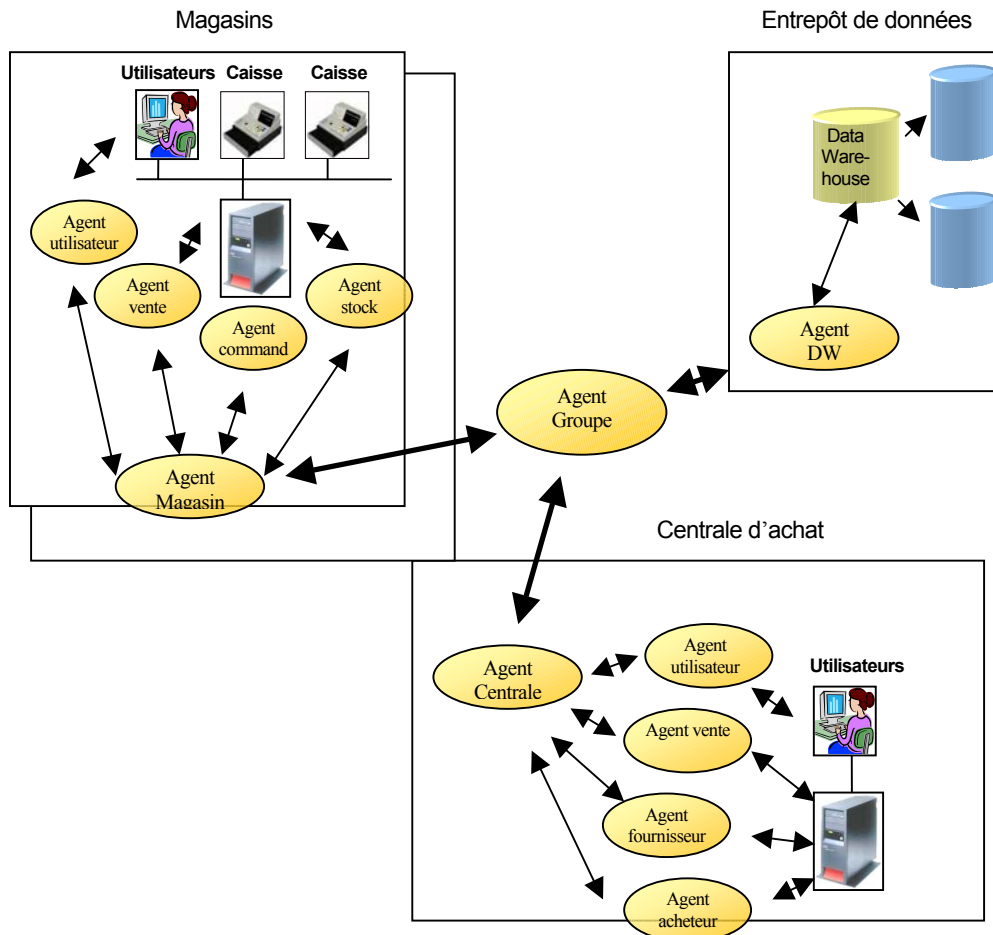 Magasins
Entrepôt de données
Utilisateurs Caisse Caisse
Data
Ware-
house
Agent
utilisateur
Agent
vente
Agent
stock
Agent
command
Agent
DW
Agent
Groupe
Agent
Magasin
Centrale d’achat
Agent
utilisateur
Agent
Centrale
Utilisateurs
Agent vente
Agent
fournisseur
Agent
acheteur